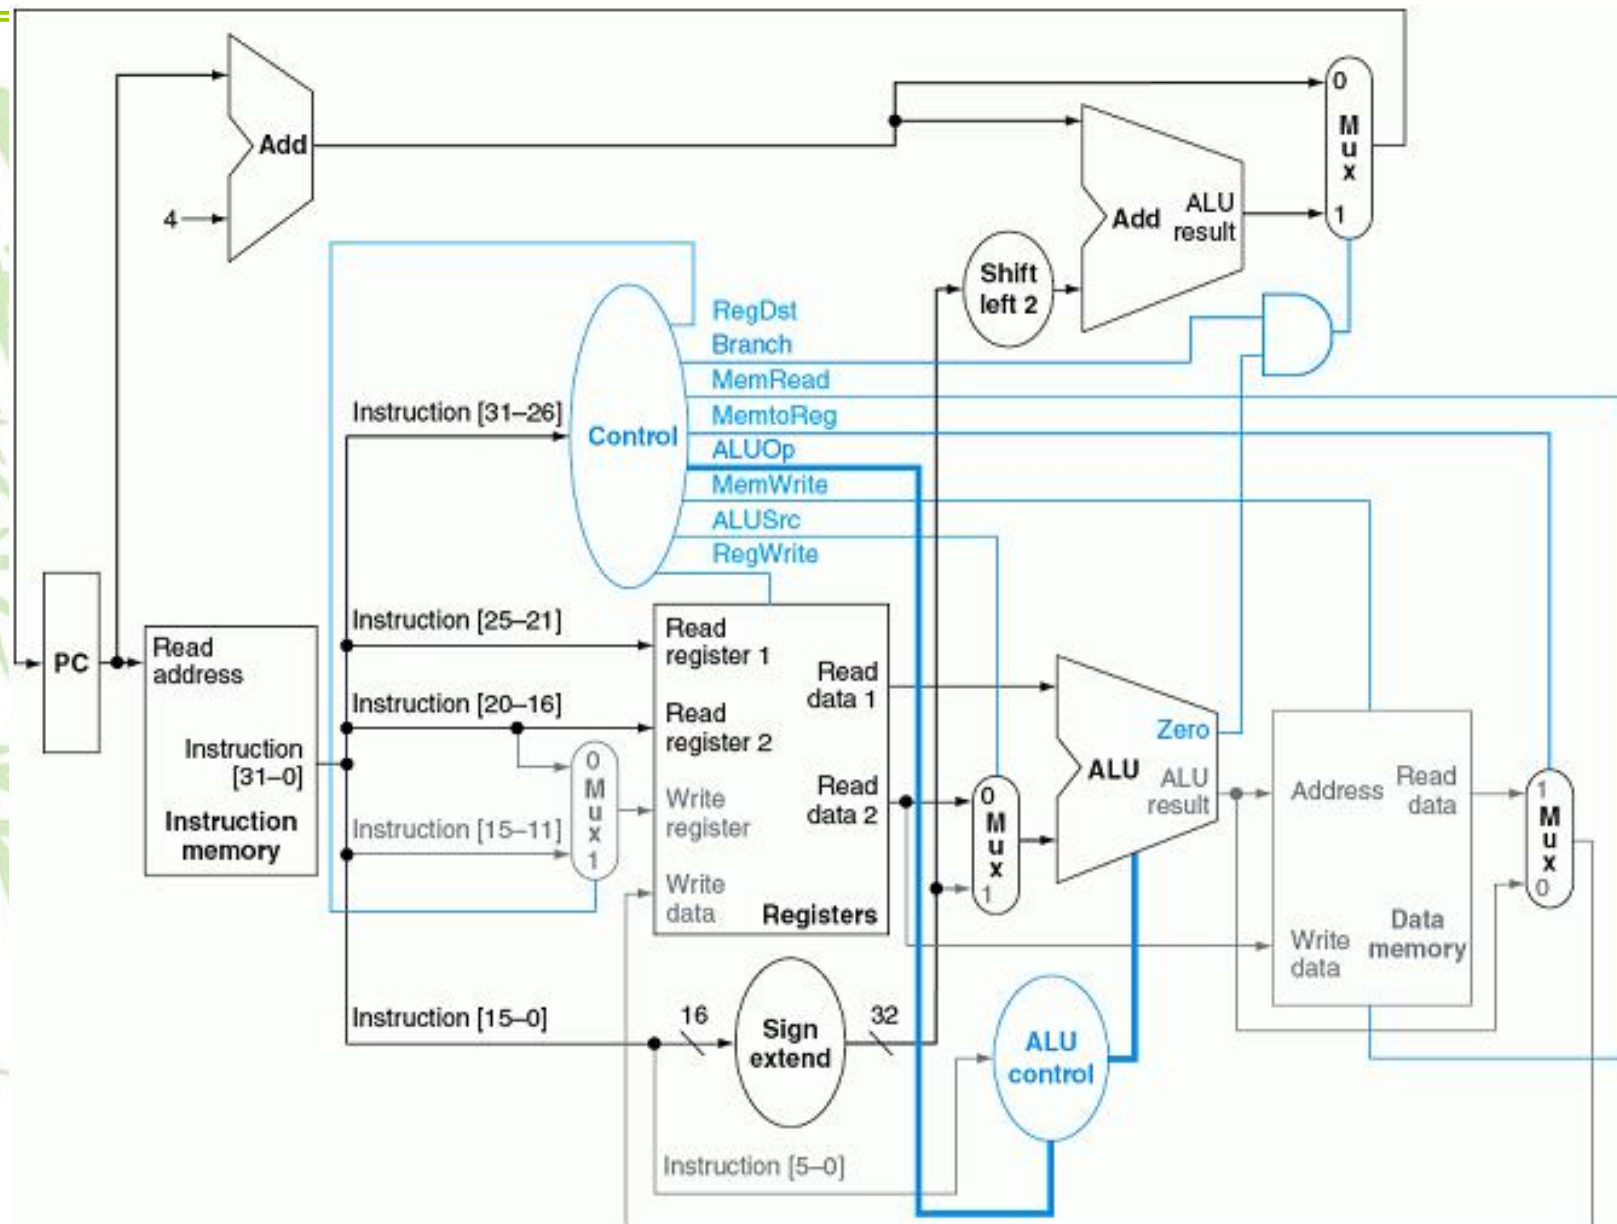 Add
4
0
Mux
1
Add
ALU
result
Shift
left 2
RegDst
Branch
MemRead
MemtoReg
ALUOp
MemWrite
ALUSrc
RegWrite
Control
Instruction [31–26]
Instruction [25–21]
Instruction [20–16]
Instruction [15–11]
Instruction [15–0]
Instruction [5–0]
PC
Read
address
Instruction
[31–0]
Instruction
memory
0
Mux
1
Read
register 1
Read
register 2
Write
register
Write
data
Read
data 1
Read
data 2
Registers
16
Sign
extend
32
0
Mux
1
Zero
ALU
ALU
result
ALU
control
Address
Read
data
Write
data
Data
memory
1
Mux
0